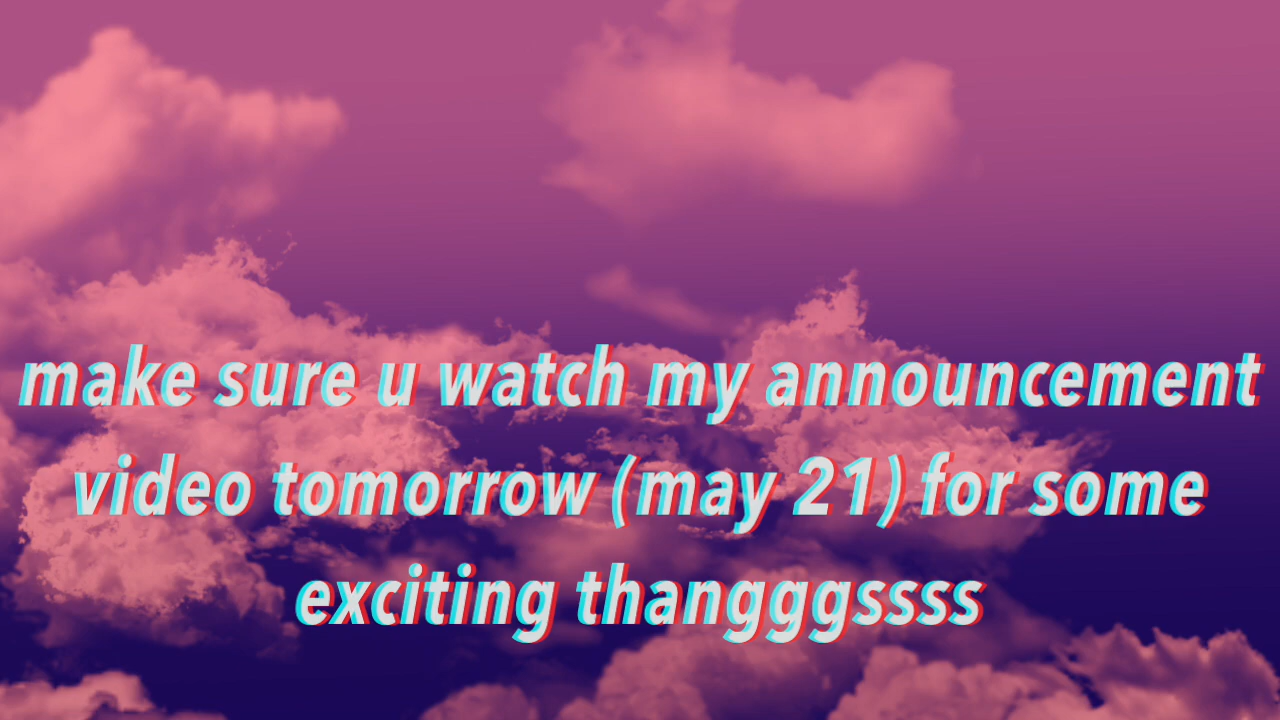 make sure u watch my announcement
video tomorrow (may 21) for some
exciting thangggssss